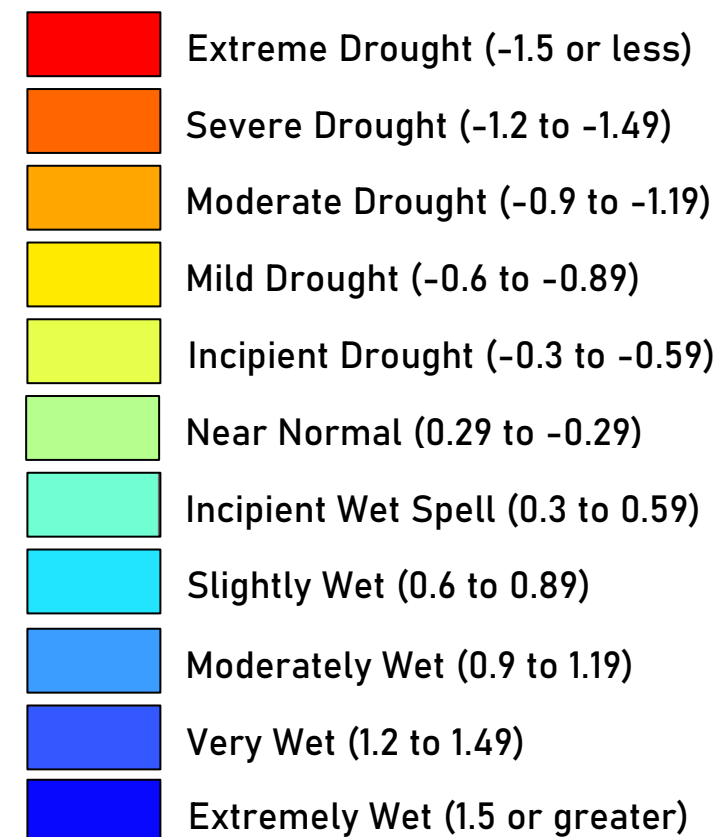 Extreme Drought (-1.5 or less)
Severe Drought (-1.2 to -1.49)
Moderate Drought (-0.9 to -1.19)
Mild Drought (-0.6 to -0.89)
Incipient Drought (-0.3 to -0.59)
Near Normal (0.29 to -0.29)
Incipient Wet Spell (0.3 to 0.59)
Slightly Wet (0.6 to 0.89)
Moderately Wet (0.9 to 1.19)
Very Wet (1.2 to 1.49)
Extremely Wet (1.5 or greater)